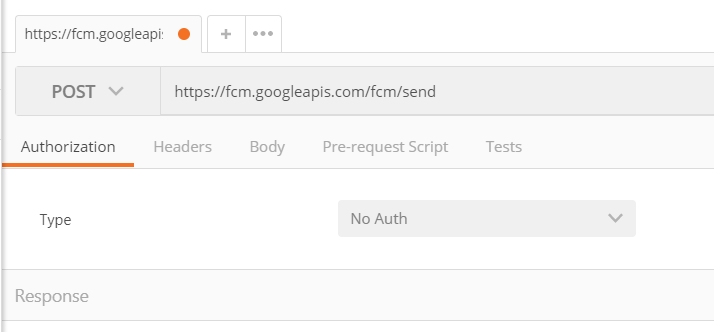 https://fcm.googleapi
POST https://fcm.googleapis.com/fcm/send
Authorization Headers Body Pre-request Script Tests
Type No Auth
Response